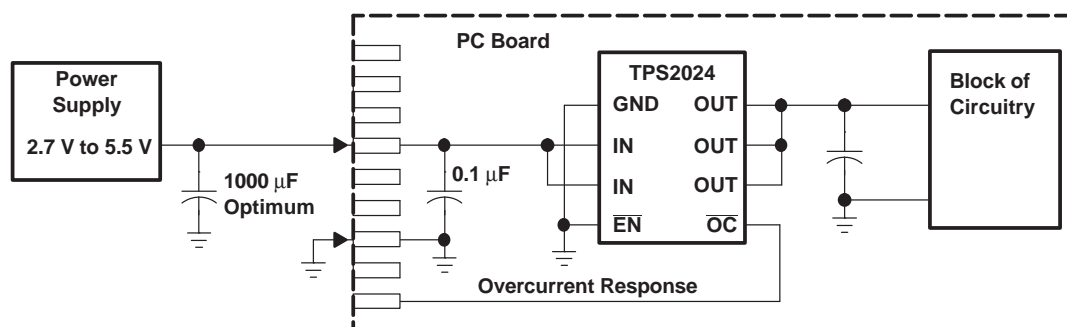 PC Board
Power
Supply
2.7 V to 5.5 V
1000 μF
Optimum
0.1 μF
TPS2024
GND OUT
IN OUT
IN OUT
EN OC
Block of
Circuitry
Overcurrent Response